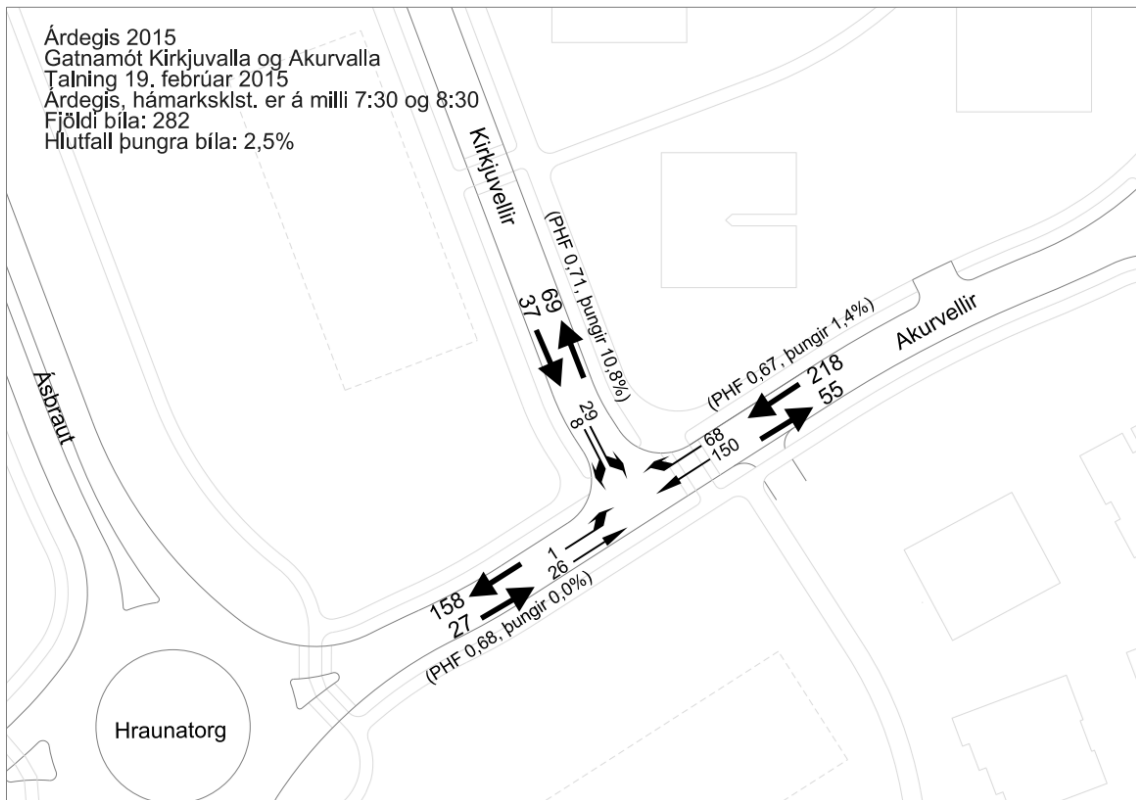 Árdegis 2015
Gatnamót Kirkjuvalla og Akurvalla
Talning 19. febrúar 2015
Árdegis, hámarksklst. er á milli 7:30 og 8:30
Fjöldi bíla: 282
Hlutfall þungra bíla: 2,5%
Kirkjuvellir
(PHF 0,71, þungir 10,8%)
69
37
29
8
(PHF 0,67, þungir 1,4%)
Akurvellir
218
55
68
150
Ásbraut
1
26
158
27
(PHF 0,68, þungir 0,0%)
Hraunatorg